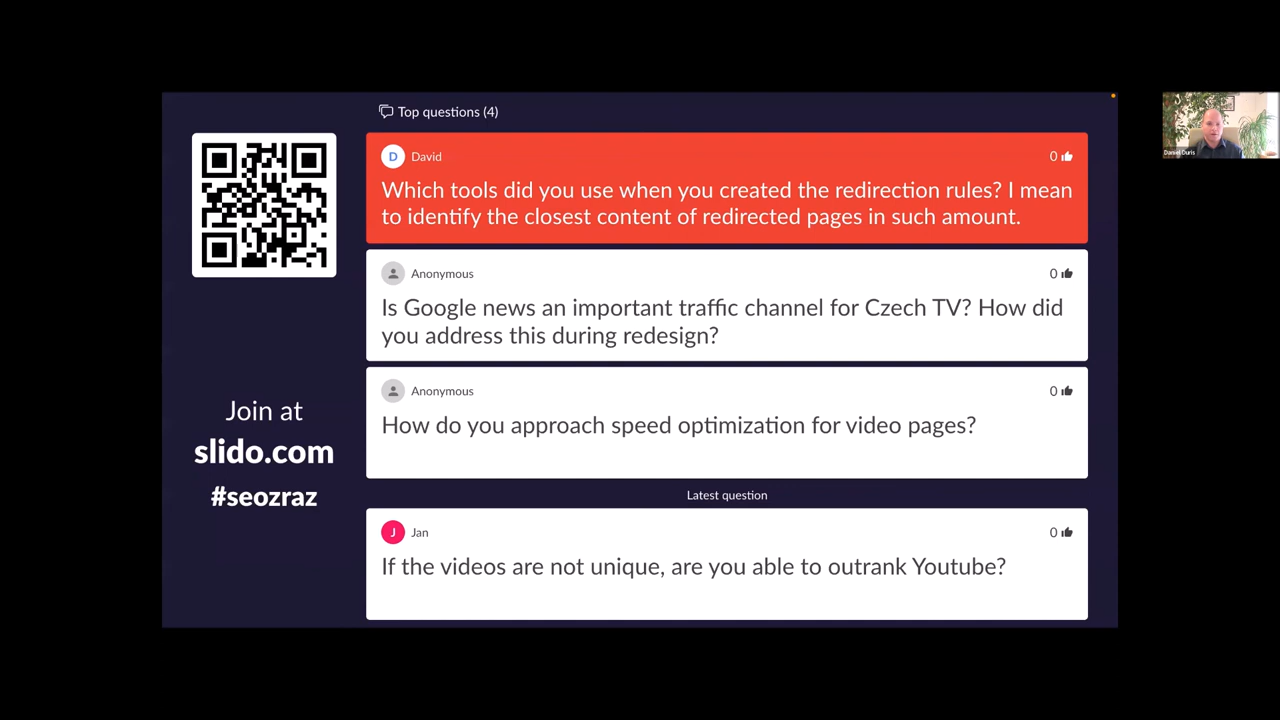 Top questions (4)
D
David
0
Which tools did you use when you created the redirection rules? I mean
to identify the closest content of redirected pages in such amount.
Anonymous
0
Is Google news an important traffic channel for Czech TV? How did
you address this during redesign?
Anonymous
0
How do you approach speed optimization for video pages?
Latest question
J
Jan
0
If the videos are not unique, are you able to outrank Youtube?
Join at
slido.com
#seozraz
Daniel Duris